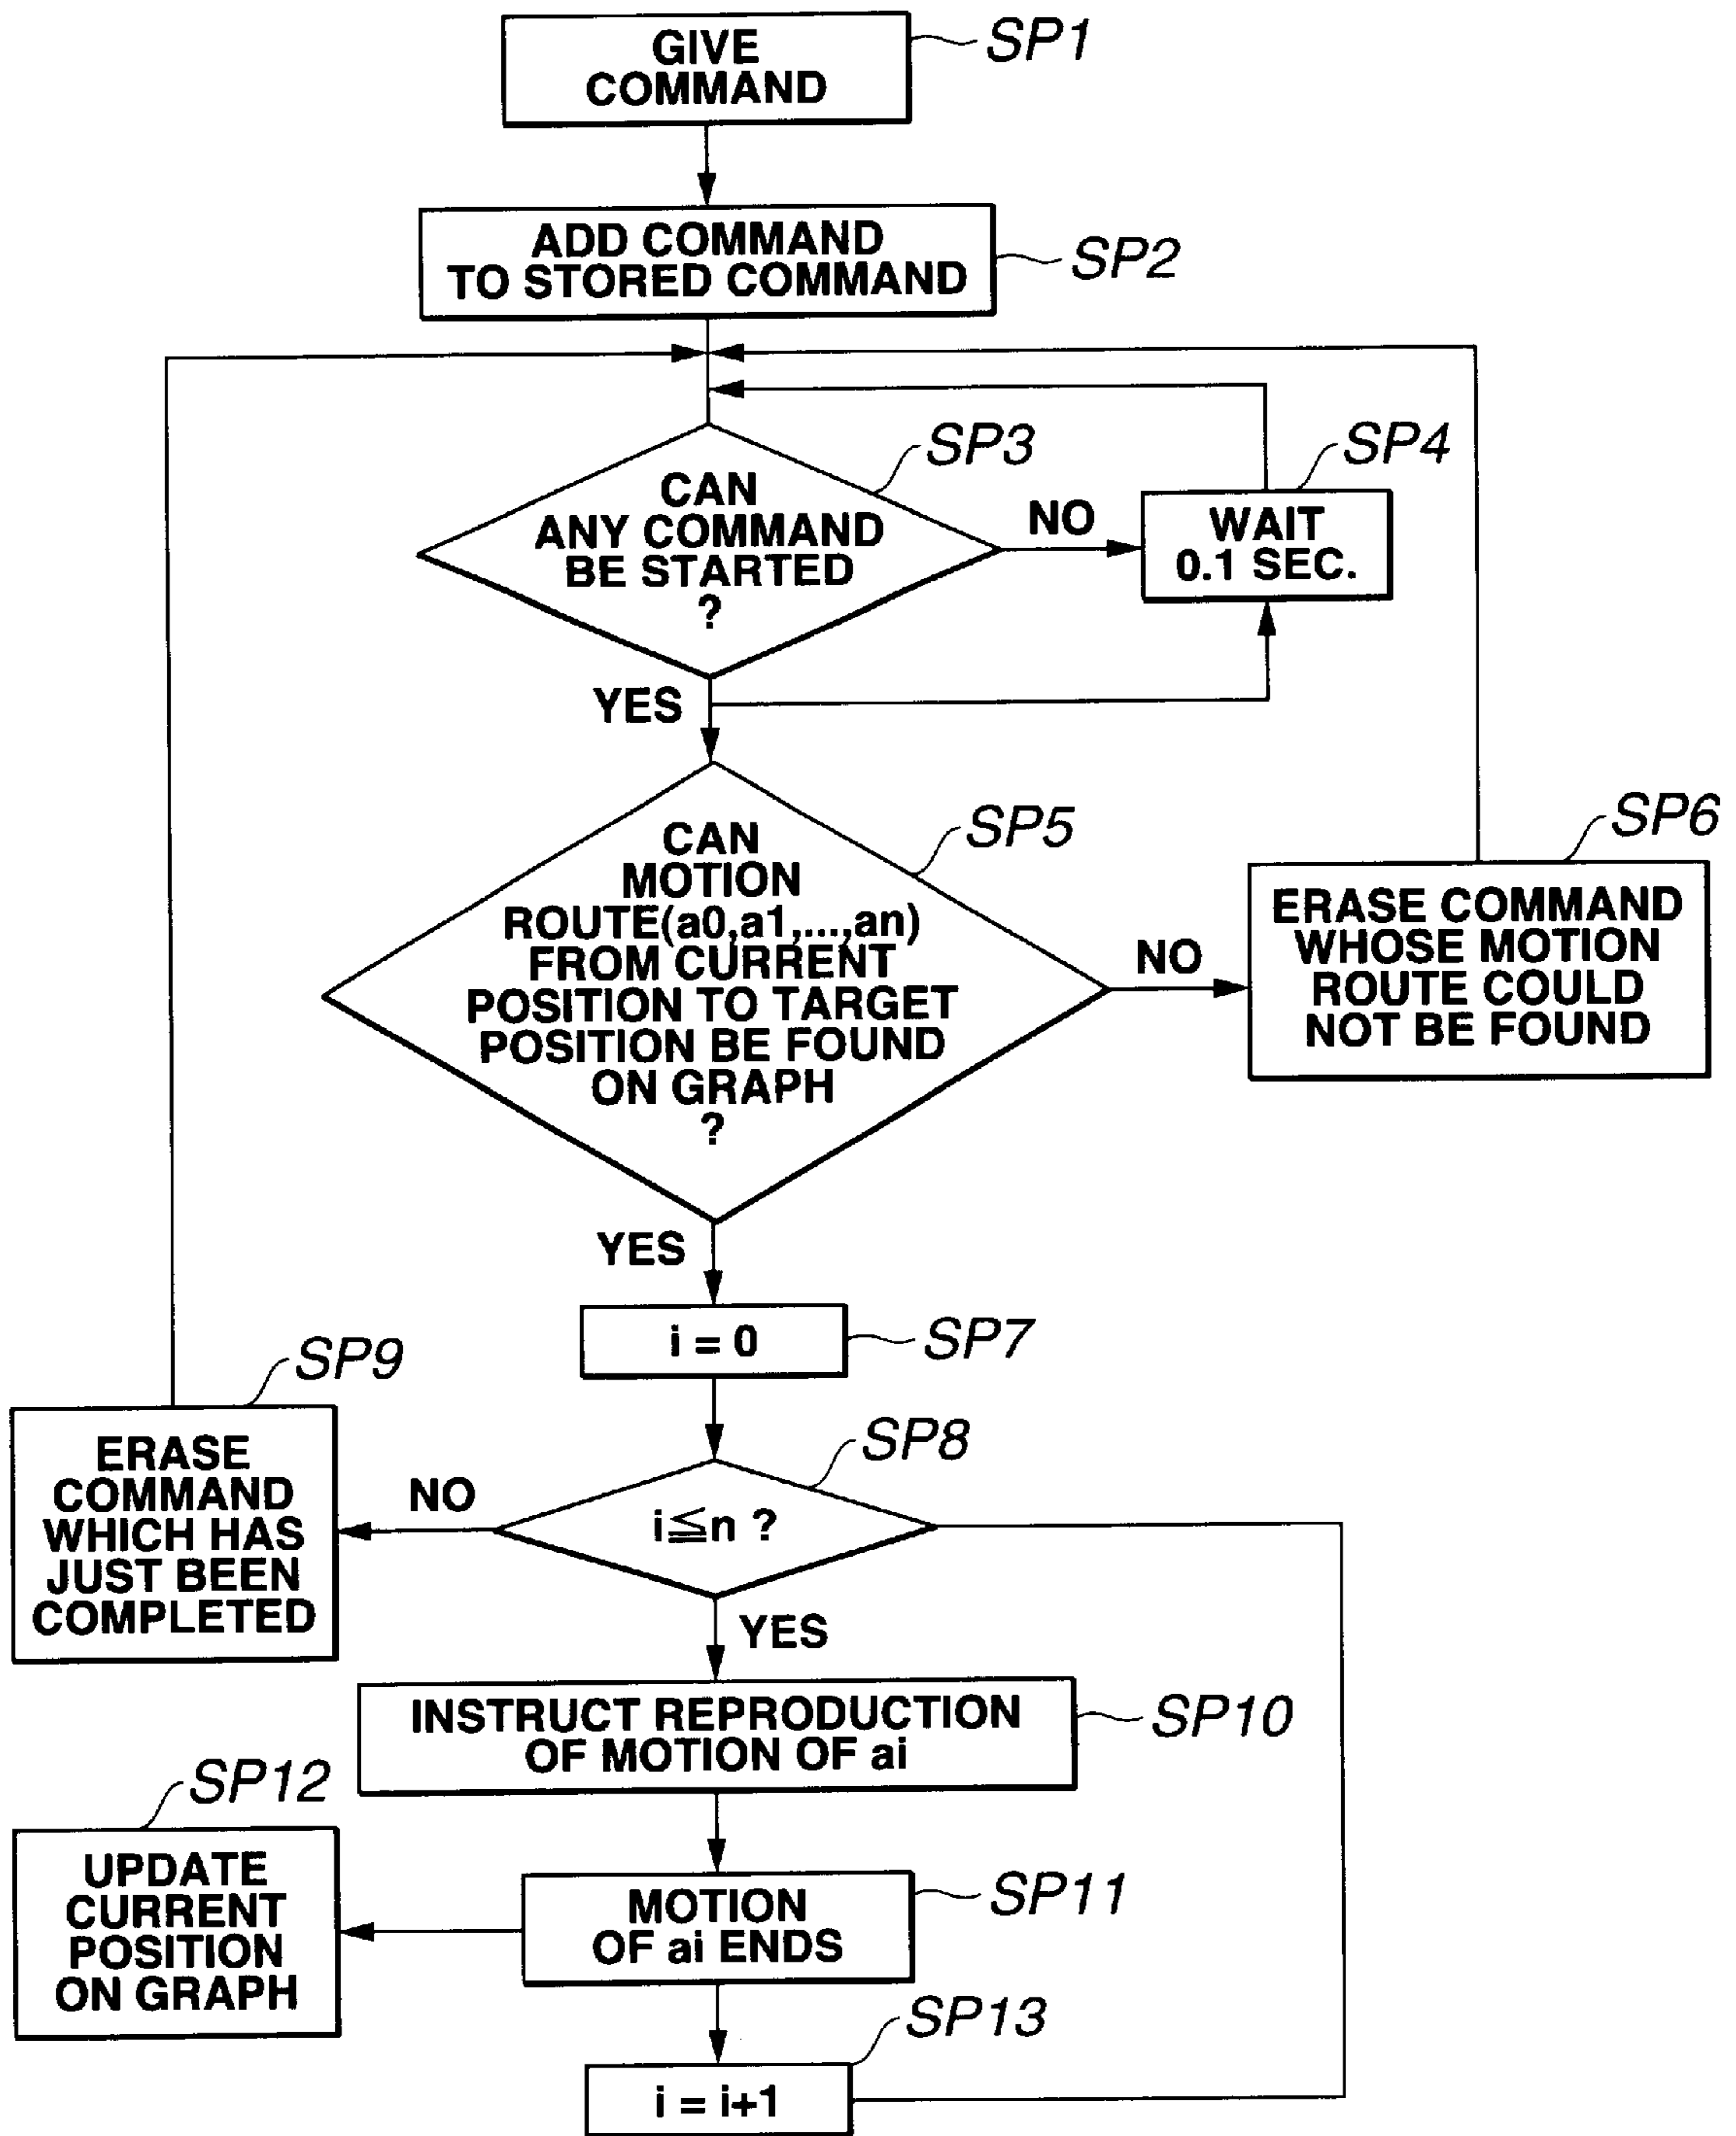 GIVE
COMMAND
SP1
ADD COMMAND
TO STORED COMMAND
SP2
CAN
ANY COMMAND
BE STARTED
?
SP3
NO
WAIT
0.1 SEC.
SP4
YES
CAN
MOTION
ROUTE(a0,a1,...,an)
FROM CURRENT
POSITION TO TARGET
POSITION BE FOUND
ON GRAPH
?
SP5
NO
ERASE COMMAND
WHOSE MOTION
ROUTE COULD
NOT BE FOUND
SP6
YES
i = 0
SP7
i≦n ?
SP8
NO
ERASE
COMMAND
WHICH HAS
JUST BEEN
COMPLETED
SP9
YES
INSTRUCT REPRODUCTION
OF MOTION OF ai
SP10
MOTION
OF ai ENDS
SP11
UPDATE
CURRENT
POSITION
ON GRAPH
SP12
i = i+1
SP13